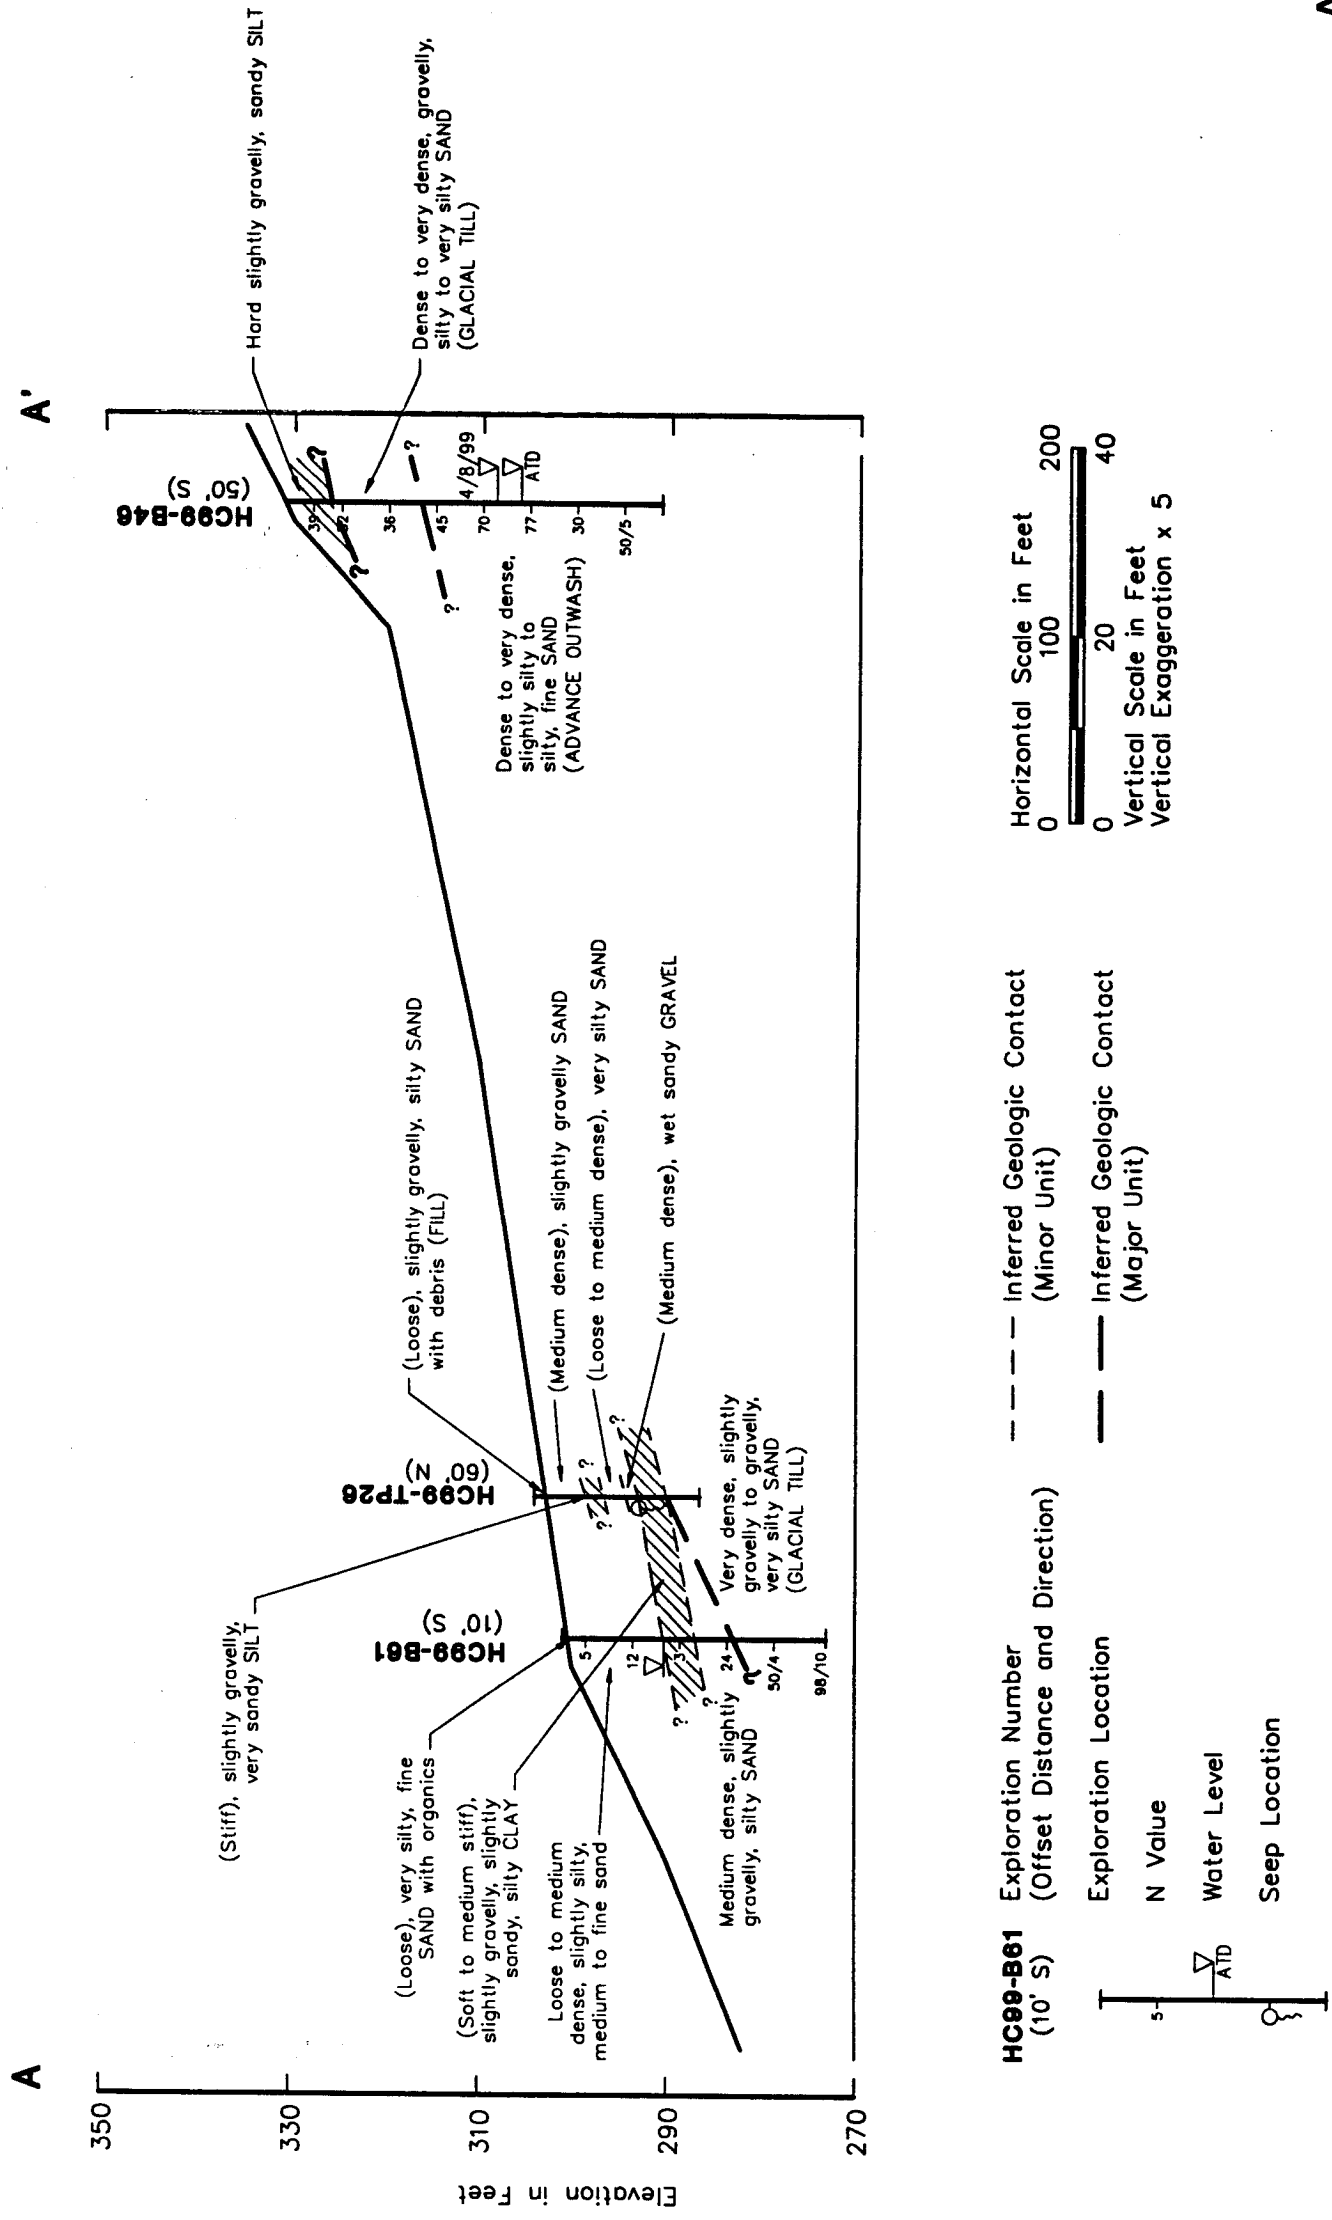 A
A'
Elevation in Feet
350
330
310
290
270
(Stiff), slightly gravelly,
very sandy SILT
(Loose), very silty, fine
SAND with organics
(Soft to medium stiff),
slightly gravelly, slightly
sandy, silty CLAY
Loose to medium
dense, slightly silty,
medium to fine sand
Medium dense, slightly
gravelly, silty SAND
HC99-B61
(10' S)
5
12
3
24
50/4
98/10
?
?
?
HC99-TP26
(60' N)
?
?
?
(Loose), slightly gravelly, silty SAND
with debris (FILL)
(Medium dense), slightly gravelly SAND
(Loose to medium dense), very silty SAND
(Medium dense), wet sandy GRAVEL
Very dense, slightly
gravelly to gravelly,
very silty SAND
(GLACIAL TILL)
HC99-B46
(50' S)
39
52
36
45
70
77
30
50/5
4/8/99
ATD
?
?
?
?
Dense to very dense,
slightly silty to
silty, fine SAND
(ADVANCE OUTWASH)
Hard slightly gravelly, sandy SILT
Dense to very dense, gravelly,
silty to very silty SAND
(GLACIAL TILL)
HC99-B61
(10' S)
Exploration Number
(Offset Distance and Direction)
Exploration Location
5
N Value
ATD
Water Level
Seep Location
Inferred Geologic Contact
(Minor Unit)
Inferred Geologic Contact
(Major Unit)
Horizontal Scale in Feet
0 100 200
0 20 40
Vertical Scale in Feet
Vertical Exaggeration x 5